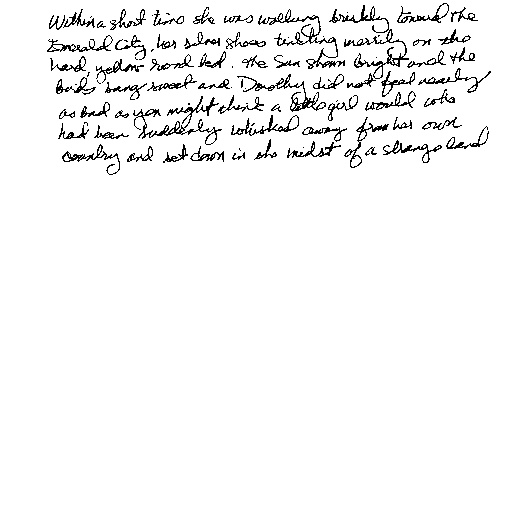 Within a short time she was walking briskly toward the
Emerald City, her silver shoes tinkling merrily on the
hard, yellow road bed. The Sun shown bright and the
birds sang sweet and Dorothy did not feel nearly
as bad as you might think a little girl would who
had been suddenly whisked away from her own
country and set down in the midst of a strange land